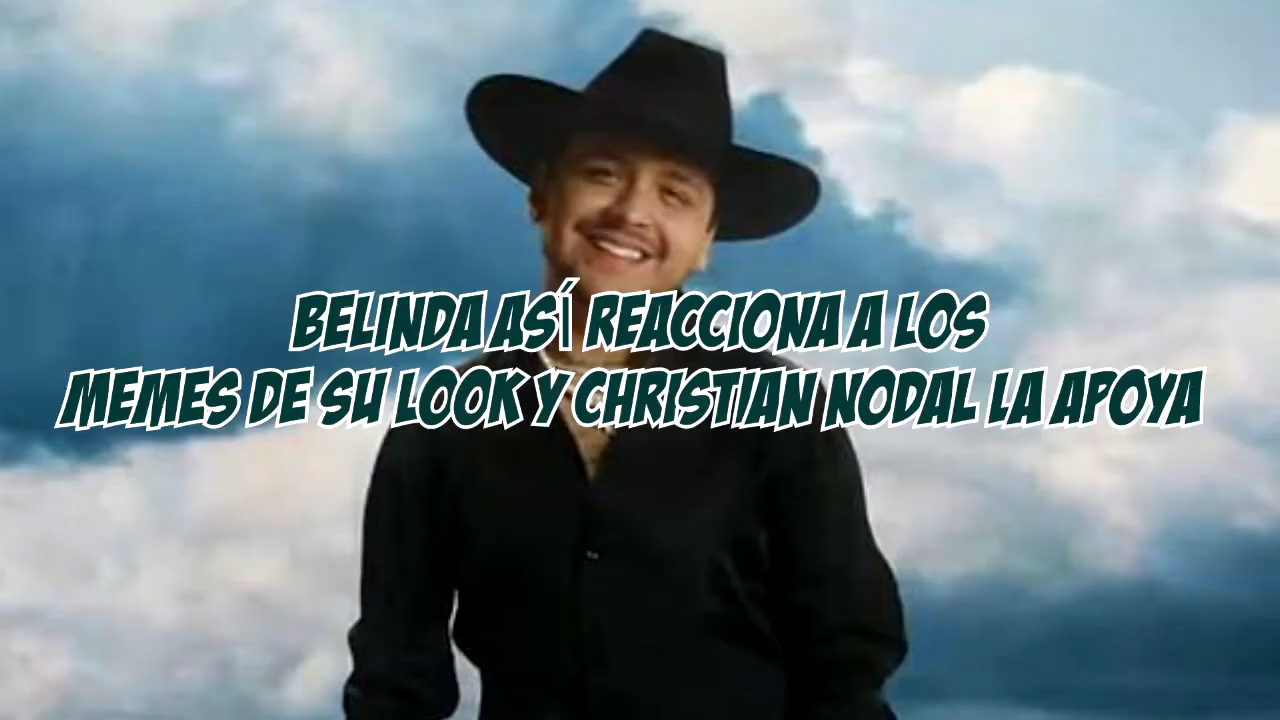 BELINDA ASÍ REACCIONA A LOS
MEMES DE SU LOOK Y CHRISTIAN NODAL LA APOYA